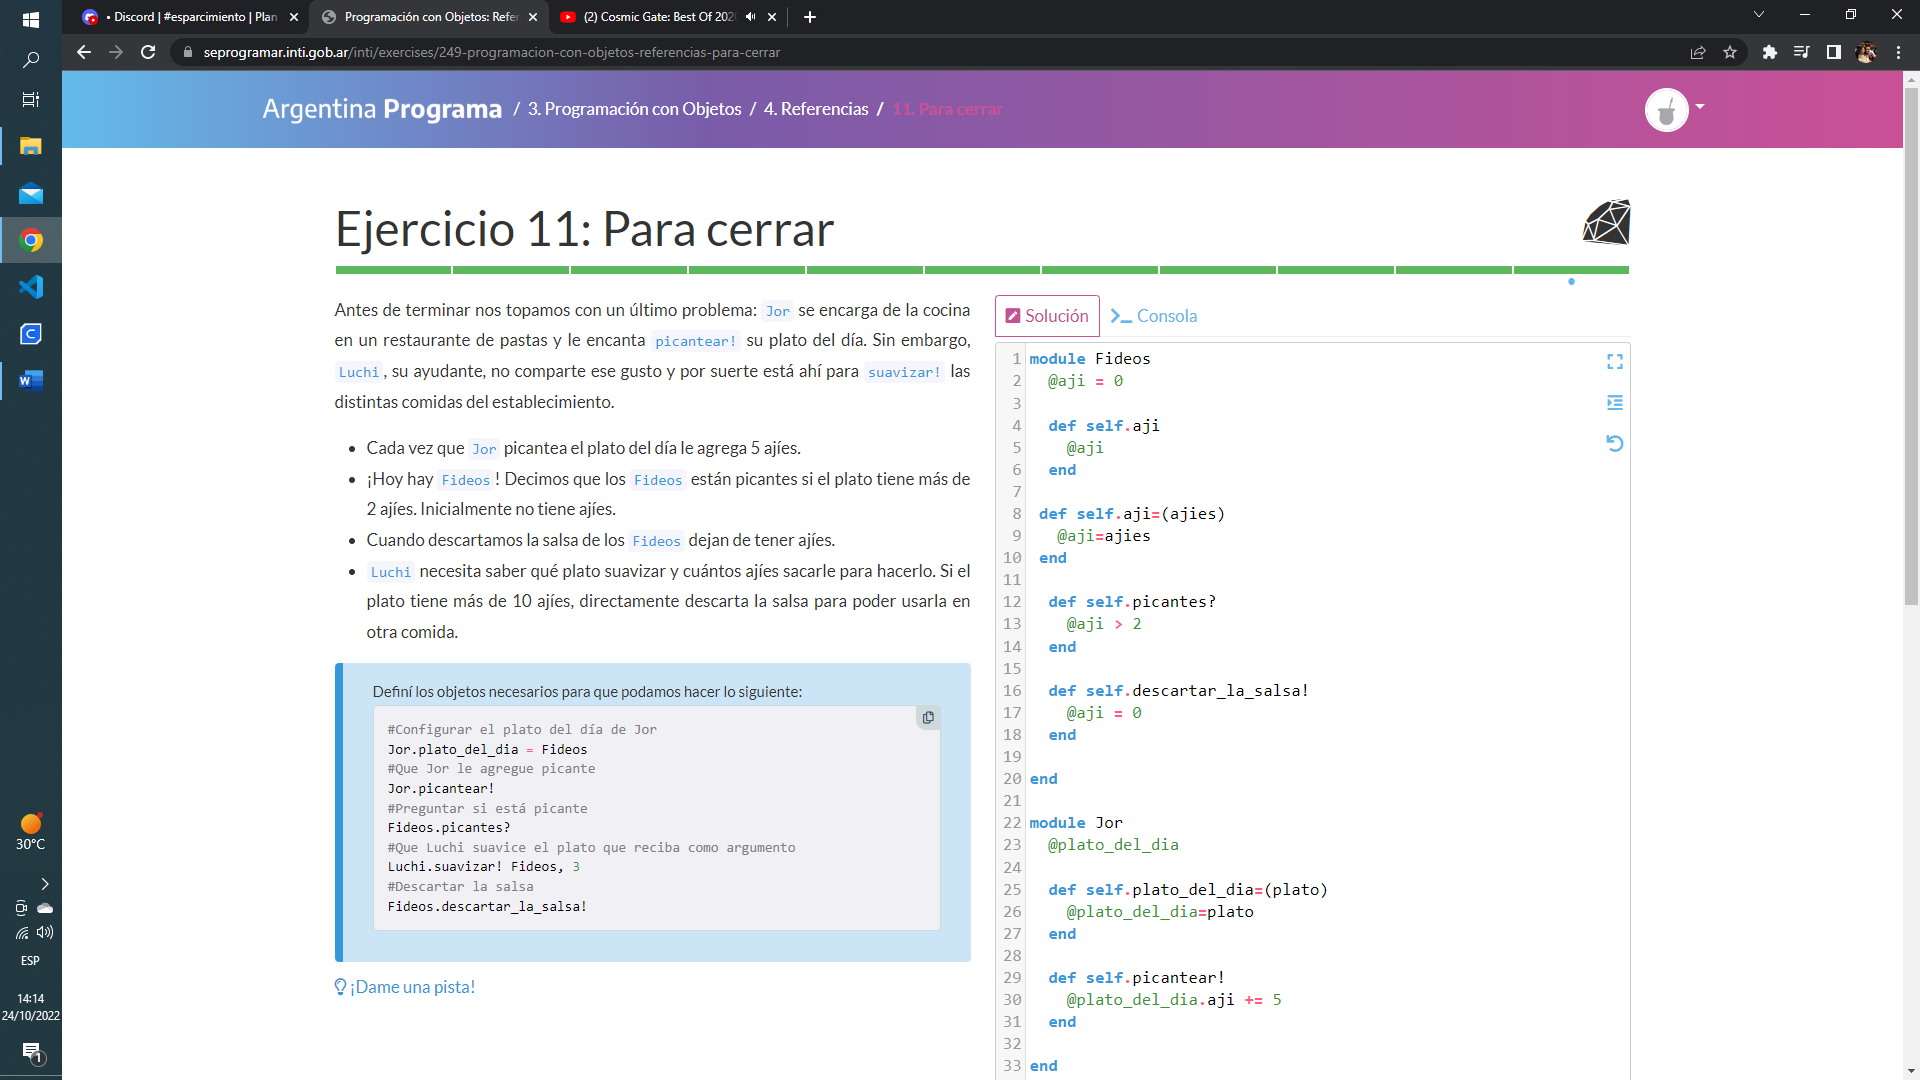 • Discord | #esparcimiento | Plan
Programación con Objetos: Refer
(2) Cosmic Gate: Best Of 202
seprogramar.inti.gob.ar/inti/exercises/249-programacion-con-objetos-referencias-para-cerrar
Argentina Programa / 3. Programación con Objetos / 4. Referencias / 11. Para cerrar
Ejercicio 11: Para cerrar
Antes de terminar nos topamos con un último problema: Jor se encarga de la cocina
en un restaurante de pastas y le encanta picantear! su plato del día. Sin embargo,
Luchi, su ayudante, no comparte ese gusto y por suerte está ahí para suavizar! las
distintas comidas del establecimiento.
• Cada vez que Jor picantea el plato del día le agrega 5 ajíes.
• ¡Hoy hay Fideos! Decimos que los Fideos están picantes si el plato tiene más de
2 ajíes. Inicialmente no tiene ajíes.
• Cuando descartamos la salsa de los Fideos dejan de tener ajíes.
• Luchi necesita saber qué plato suavizar y cuántos ajíes sacarle para hacerlo. Si el
plato tiene más de 10 ajíes, directamente descarta la salsa para poder usarla en
otra comida.
Definí los objetos necesarios para que podamos hacer lo siguiente:
#Configurar el plato del día de Jor
Jor.plato_del_dia = Fideos
#Que Jor le agregue picante
Jor.picantear!
#Preguntar si está picante
Fideos.picantes?
#Que Luchi suavice el plato que reciba como argumento
Luchi.suavizar! Fideos, 3
#Descartar la salsa
Fideos.descartar_la_salsa!
¡Dame una pista!
Solución
Consola
1 module Fideos
2 @aji = 0
3
4 def self.aji
5 @aji
6 end
7
8 def self.aji=(ajies)
9 @aji=ajies
10 end
11
12 def self.picantes?
13 @aji > 2
14 end
15
16 def self.descartar_la_salsa!
17 @aji = 0
18 end
19
20 end
21
22 module Jor
23 @plato_del_dia
24
25 def self.plato_del_dia=(plato)
26 @plato_del_dia=plato
27 end
28
29 def self.picantear!
30 @plato_del_dia.aji += 5
31 end
32
33 end
30°C
ESP
14:14
24/10/2022
1